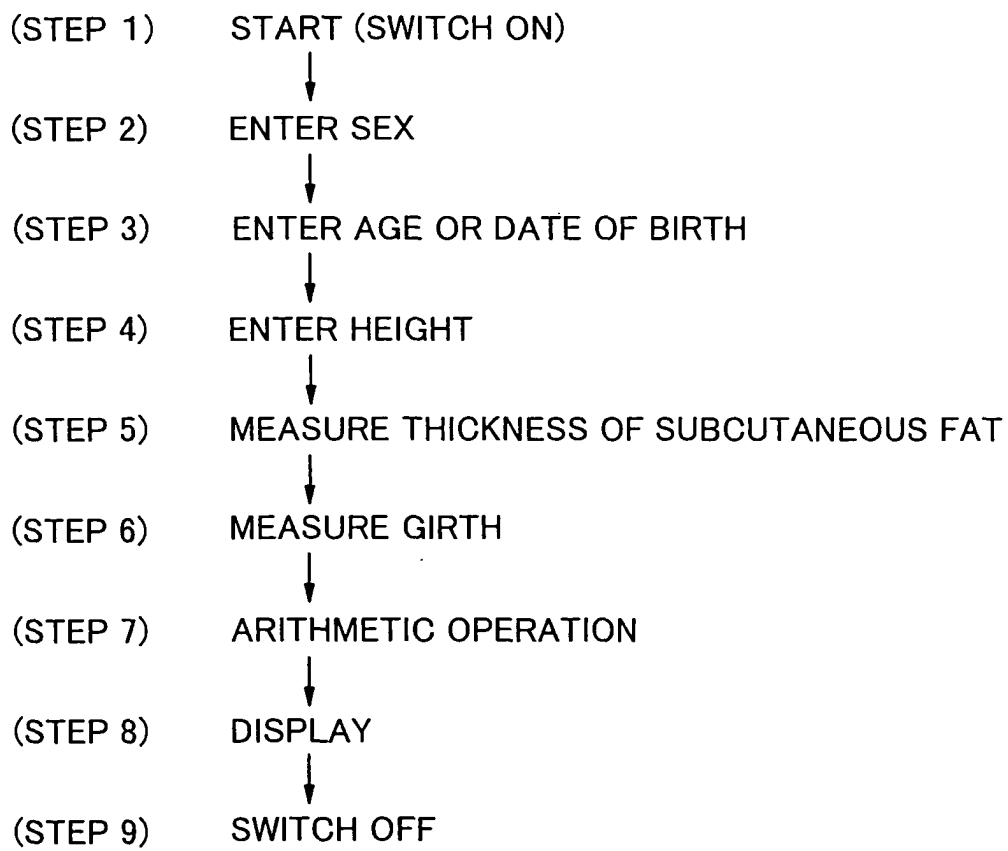 (STEP 1) START (SWITCH ON)
(STEP 2) ENTER SEX
(STEP 3) ENTER AGE OR DATE OF BIRTH
(STEP 4) ENTER HEIGHT
(STEP 5) MEASURE THICKNESS OF SUBCUTANEOUS FAT
(STEP 6) MEASURE GIRTH
(STEP 7) ARITHMETIC OPERATION
(STEP 8) DISPLAY
(STEP 9) SWITCH OFF